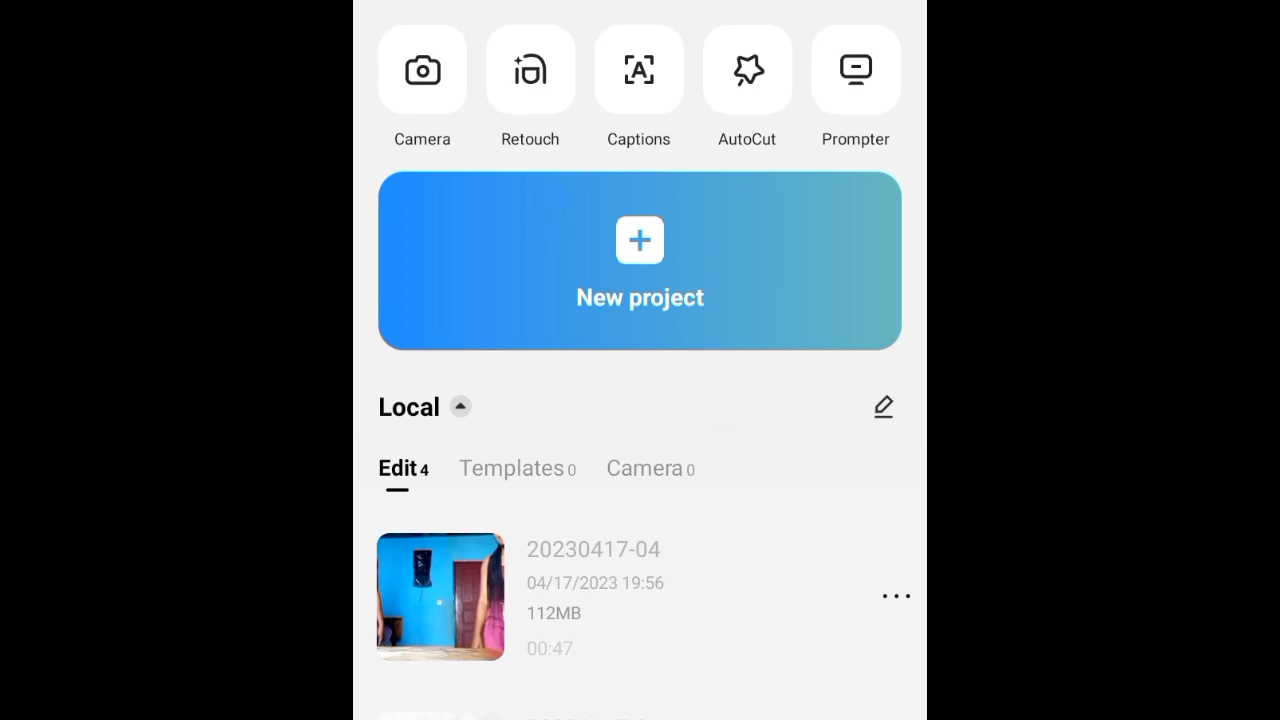 Camera Retouch Captions AutoCut Prompter
New project
Local
Edit 4 Templates 0 Camera 0
20230417-04
04/17/2023 19:56
112MB
00:47